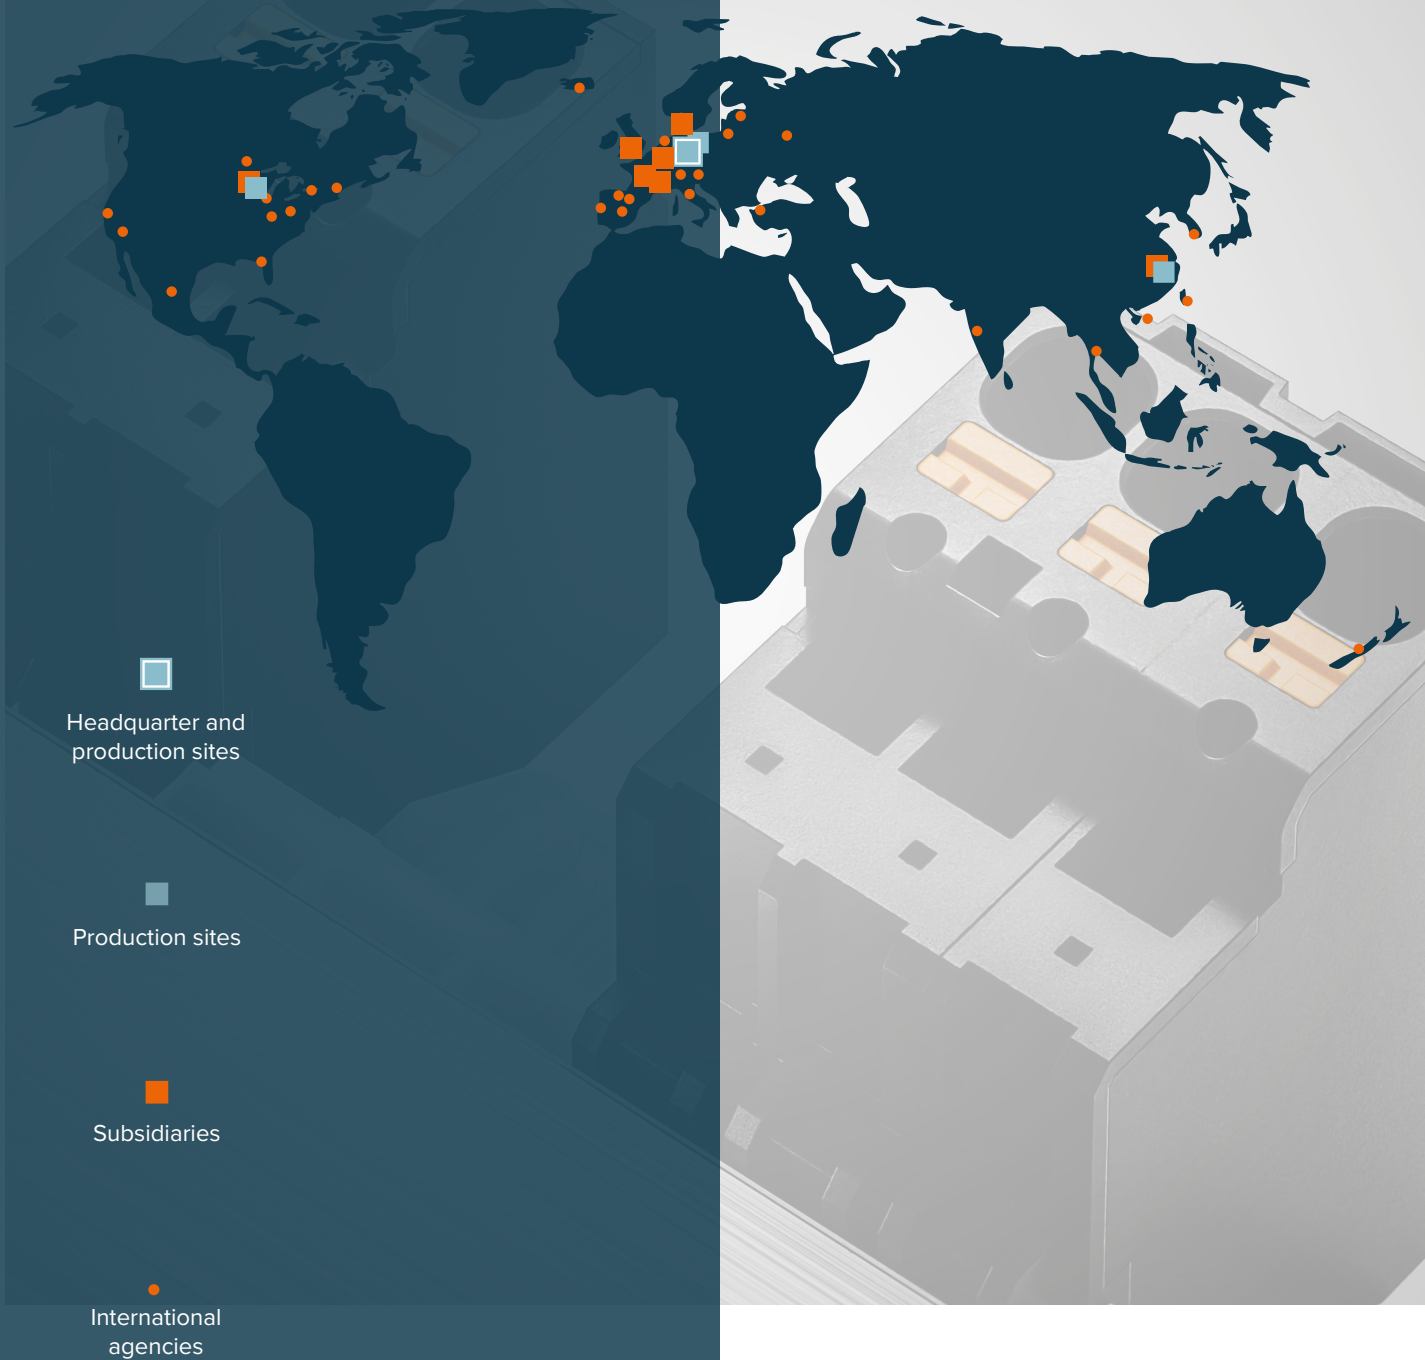 Headquarter and
production sites
Production sites
Subsidiaries
International
agencies